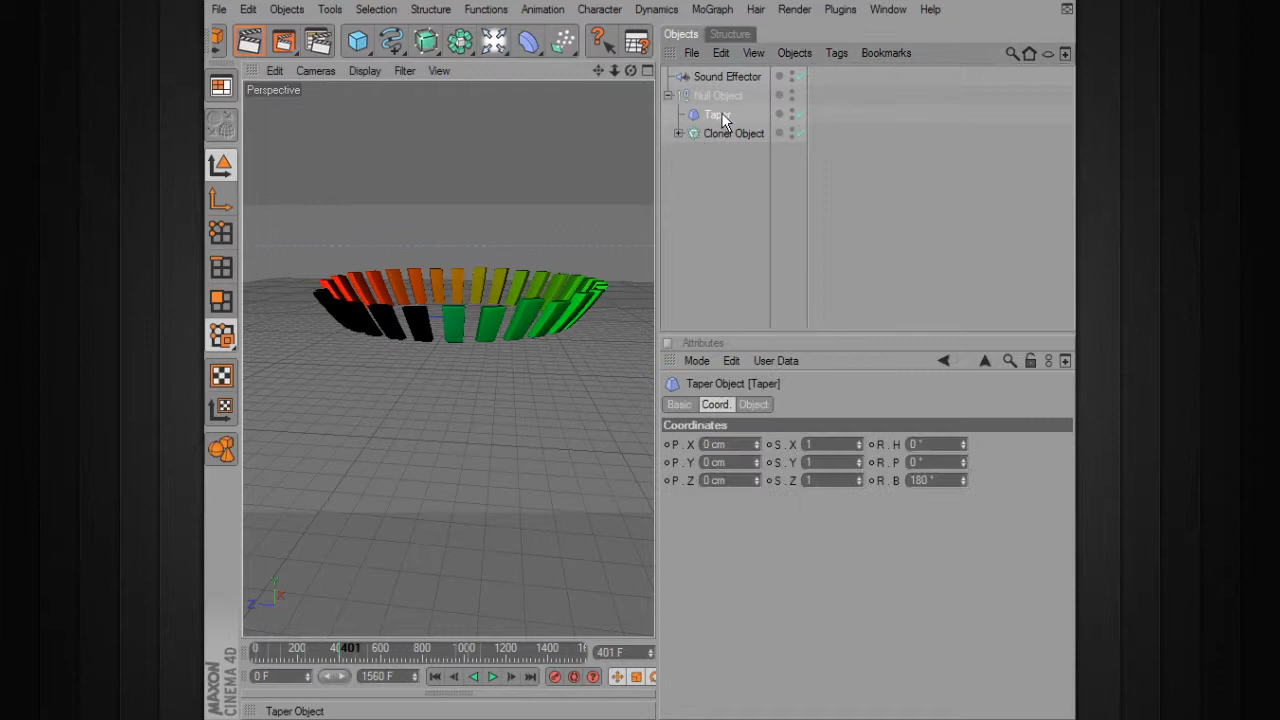 File Edit Objects Tools Selection Structure Functions Animation Character Dynamics MoGraph Hair Render Plugins Window Help
Objects Structure
File Edit View Objects Tags Bookmarks
Edit Cameras Display Filter View
Perspective
Sound Effector
Null Object
Taper
Cloner Object
Attributes
Mode Edit User Data
Taper Object [Taper]
Basic Coord. Object
Coordinates
P . X 0 cm S . X 1 R . H 0 °
P . Y 0 cm S . Y 1 R . P 0 °
P . Z 0 cm S . Z 1 R . B 180 °
Y
Z X
0 200 401 600 800 1000 1200 1400 401 F
0 F 1560 F
MAXON
CINEMA 4D
Taper Object